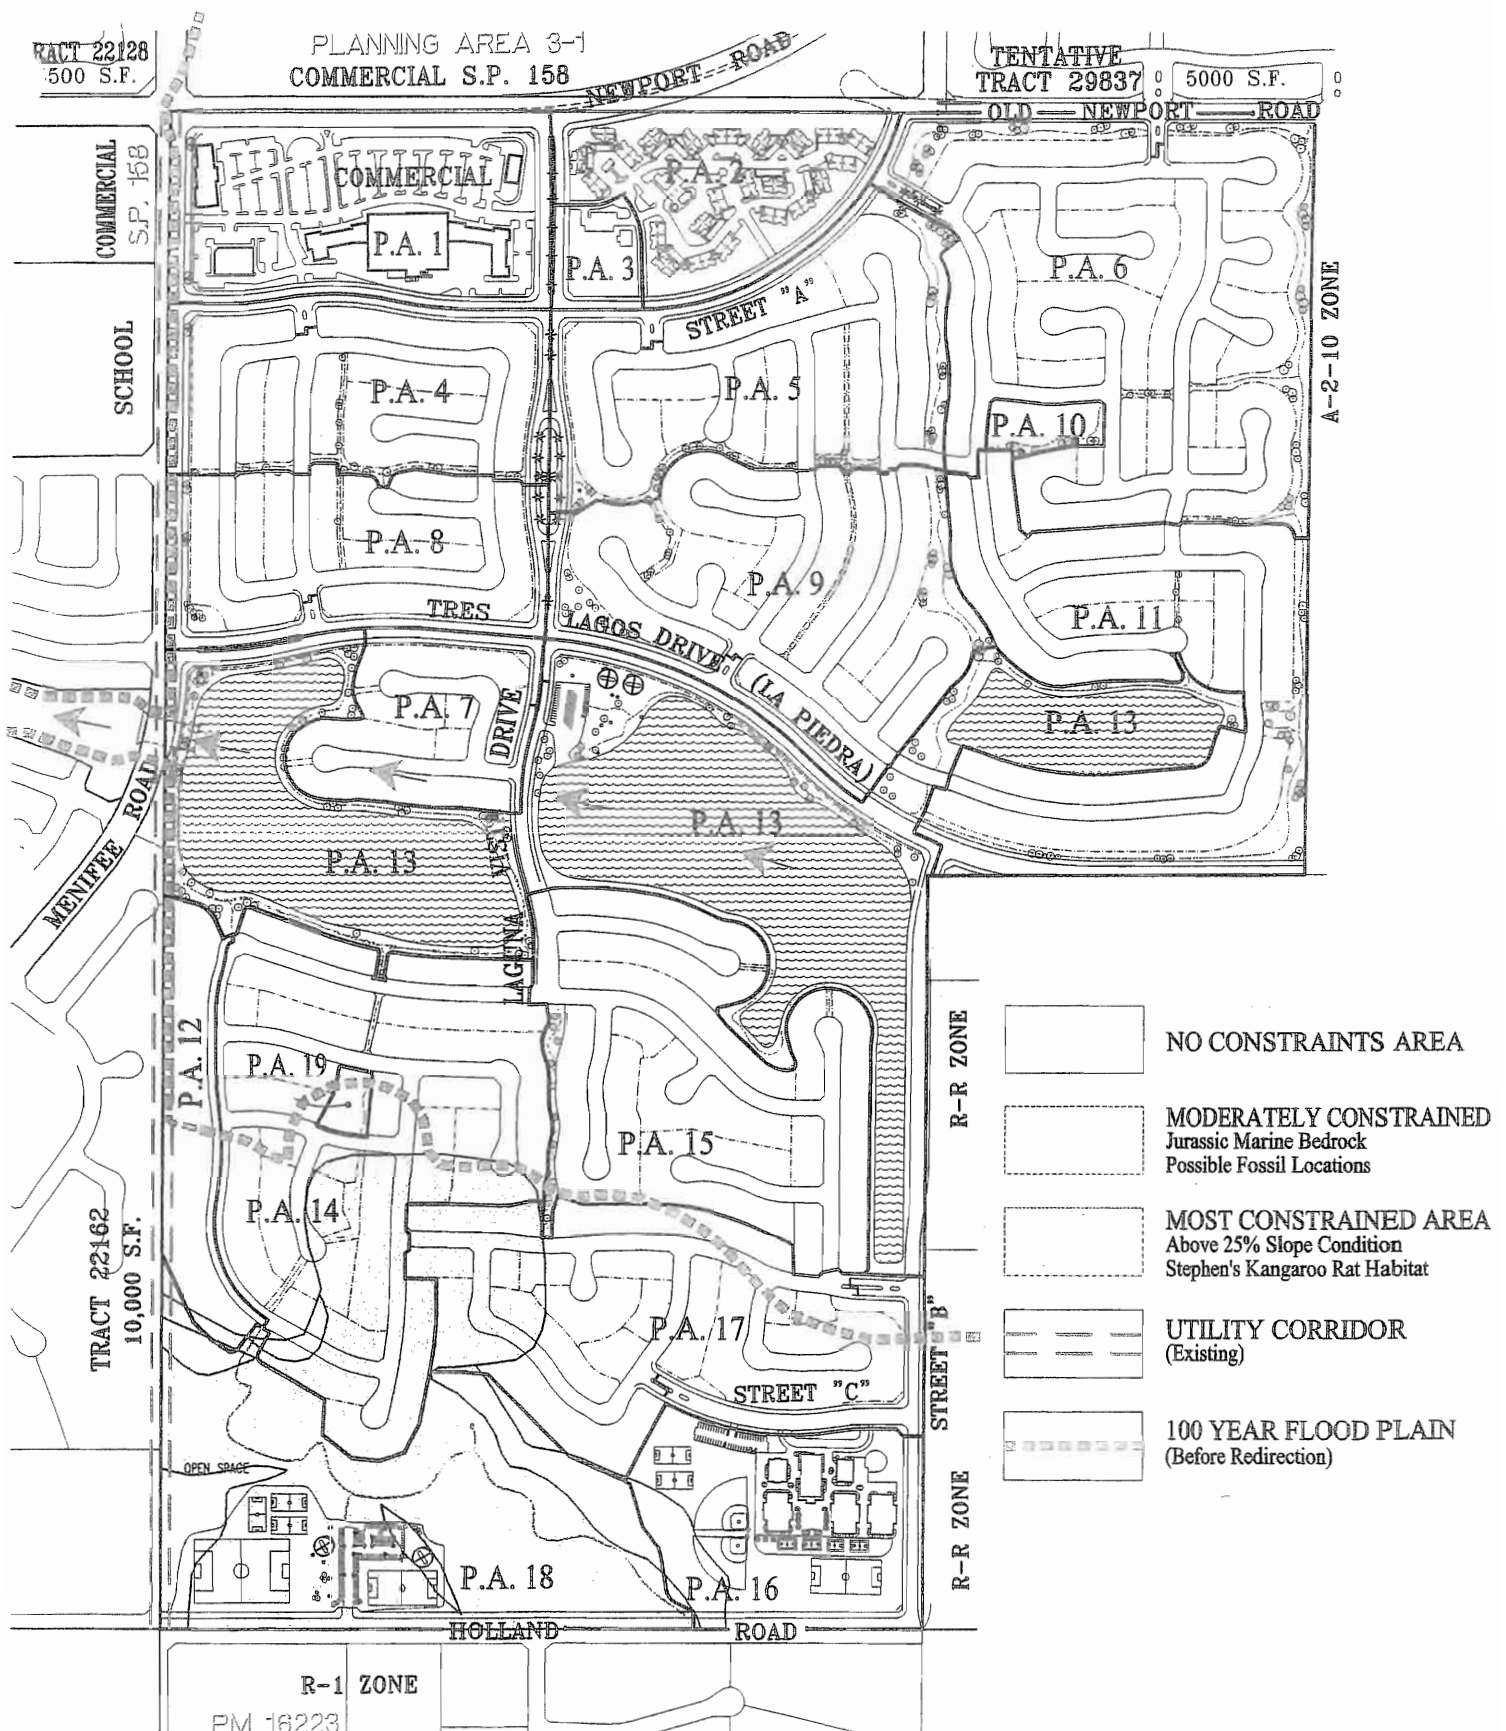 RACT 22128
500 S.F.
PLANNING AREA 3-1
COMMERCIAL S.P. 158
NEWPORT ROAD
TENTATIVE
TRACT 29837
5000 S.F.
OLD NEWPORT ROAD
COMMERCIAL
S.P. 158
COMMERCIAL
P.A. 1
P.A. 2
P.A. 3
STREET "A"
P.A. 6
A-2-10 ZONE
SCHOOL
P.A. 4
P.A. 5
P.A. 10
P.A. 8
P.A. 9
P.A. 11
TRES LAGOS DRIVE (LA PIEDRA)
P.A. 7
P.A. 13
P.A. 13
P.A. 13
LAGUNA VISTA DRIVE
MENIFEE ROAD
P.A. 12
P.A. 19
P.A. 15
P.A. 14
P.A. 17
STREET "C"
STREET "B"
R-R ZONE
R-R ZONE
TRACT 22162
10,000 S.F.
OPEN SPACE
P.A. 18
P.A. 16
HOLLAND ROAD
R-1 ZONE
PM 16223
NO CONSTRAINTS AREA
MODERATELY CONSTRAINED
Jurassic Marine Bedrock
Possible Fossil Locations
MOST CONSTRAINED AREA
Above 25% Slope Condition
Stephen's Kangaroo Rat Habitat
UTILITY CORRIDOR
(Existing)
100 YEAR FLOOD PLAIN
(Before Redirection)